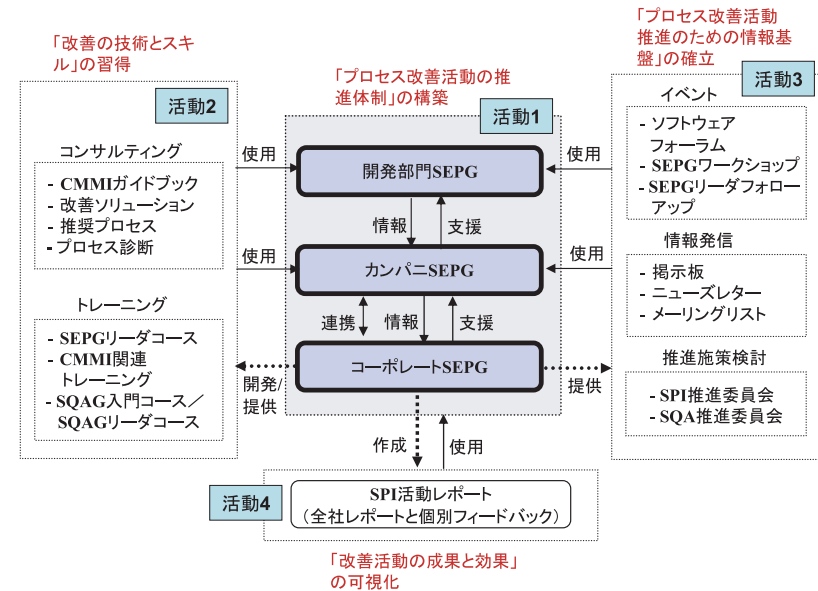 「改善の技術とスキ
ル」の習得
活動2
コンサルティング
- CMMIガイドブック
- 改善ソリューション
- 推奨プロセス
- プロセス診断
トレーニング
- SEPGリーダコース
- CMMI関連
トレーニング
- SQAG入門コース／
SQAGリーダコース
「プロセス改善活動の推
進体制」の構築
活動1
使用
開発部門SEPG
使用
情報
支援
使用
カンパニSEPG
使用
連携
情報
支援
コーポレートSEPG
開発/
提供
提供
作成
使用
「プロセス改善活動
推進のための情報基
盤」の確立
活動3
イベント
- ソフトウェア
フォーラム
- SEPGワークショップ
- SEPGリーダフォロー
アップ
情報発信
- 掲示板
- ニューズレター
- メーリングリスト
推進施策検討
- SPI推進委員会
- SQA推進委員会
活動4
SPI活動レポート
（全社レポートと個別フィードバック）
「改善活動の成果と効果」
の可視化